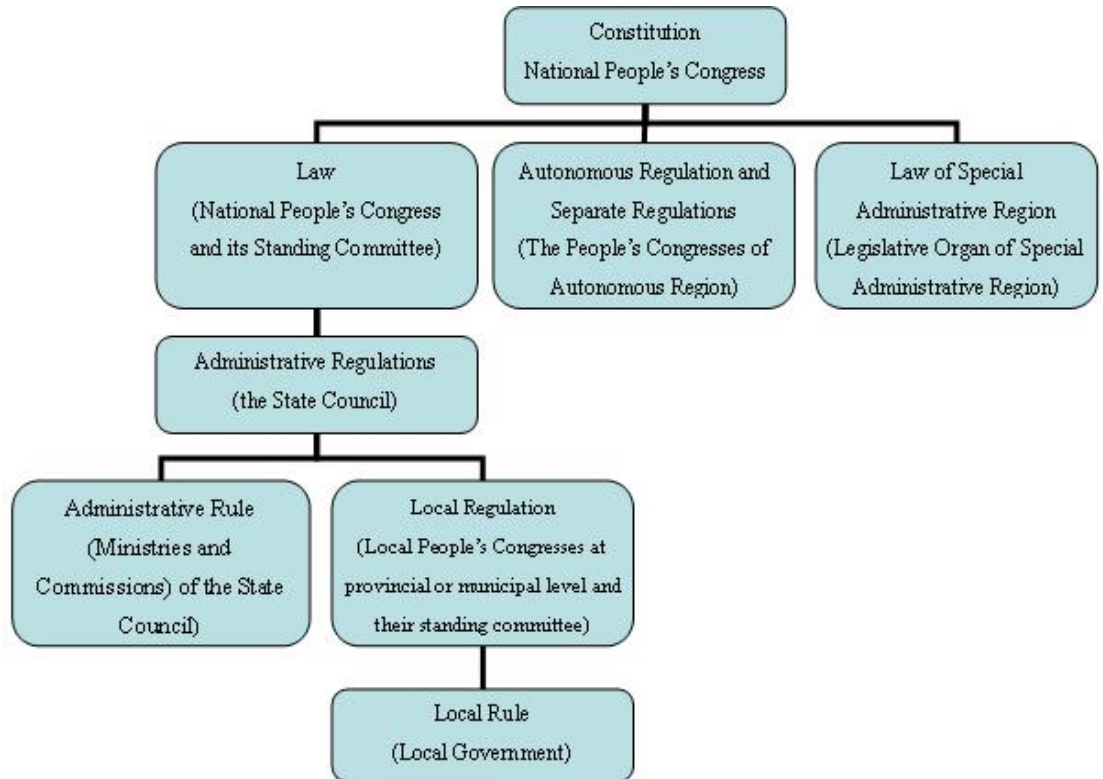 Constitution
National People's Congress
Law
(National People's Congress
and its Standing Committee)
Autonomous Regulation and
Separate Regulations
(The People's Congresses of
Autonomous Region)
Law of Special
Administrative Region
(Legislative Organ of Special
Administrative Region)
Administrative Regulations
(the State Council)
Administrative Rule
(Ministries and
Commissions) of the State
Council)
Local Regulation
(Local People's Congresses at
provincial or municipal level and
their standing committee)
Local Rule
(Local Government)